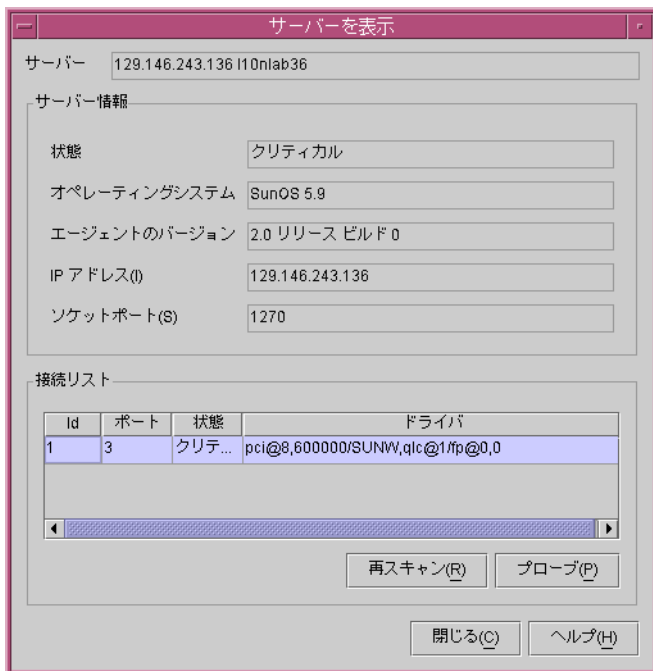 サーバーを表示
サーバー 129.146.243.136 l10nlab36
サーバー情報
状態 クリティカル
オペレーティングシステム SunOS 5.9
エージェントのバージョン 2.0 リリース ビルド 0
IP アドレス(I) 129.146.243.136
ソケットポート(S) 1270
接続リスト
Id ポート 状態 ドライバ
1 3 クリテ... pci@8,600000/SUNW,qlc@1/fp@0,0
再スキャン(R) プローブ(P)
閉じる(C) ヘルプ(H)